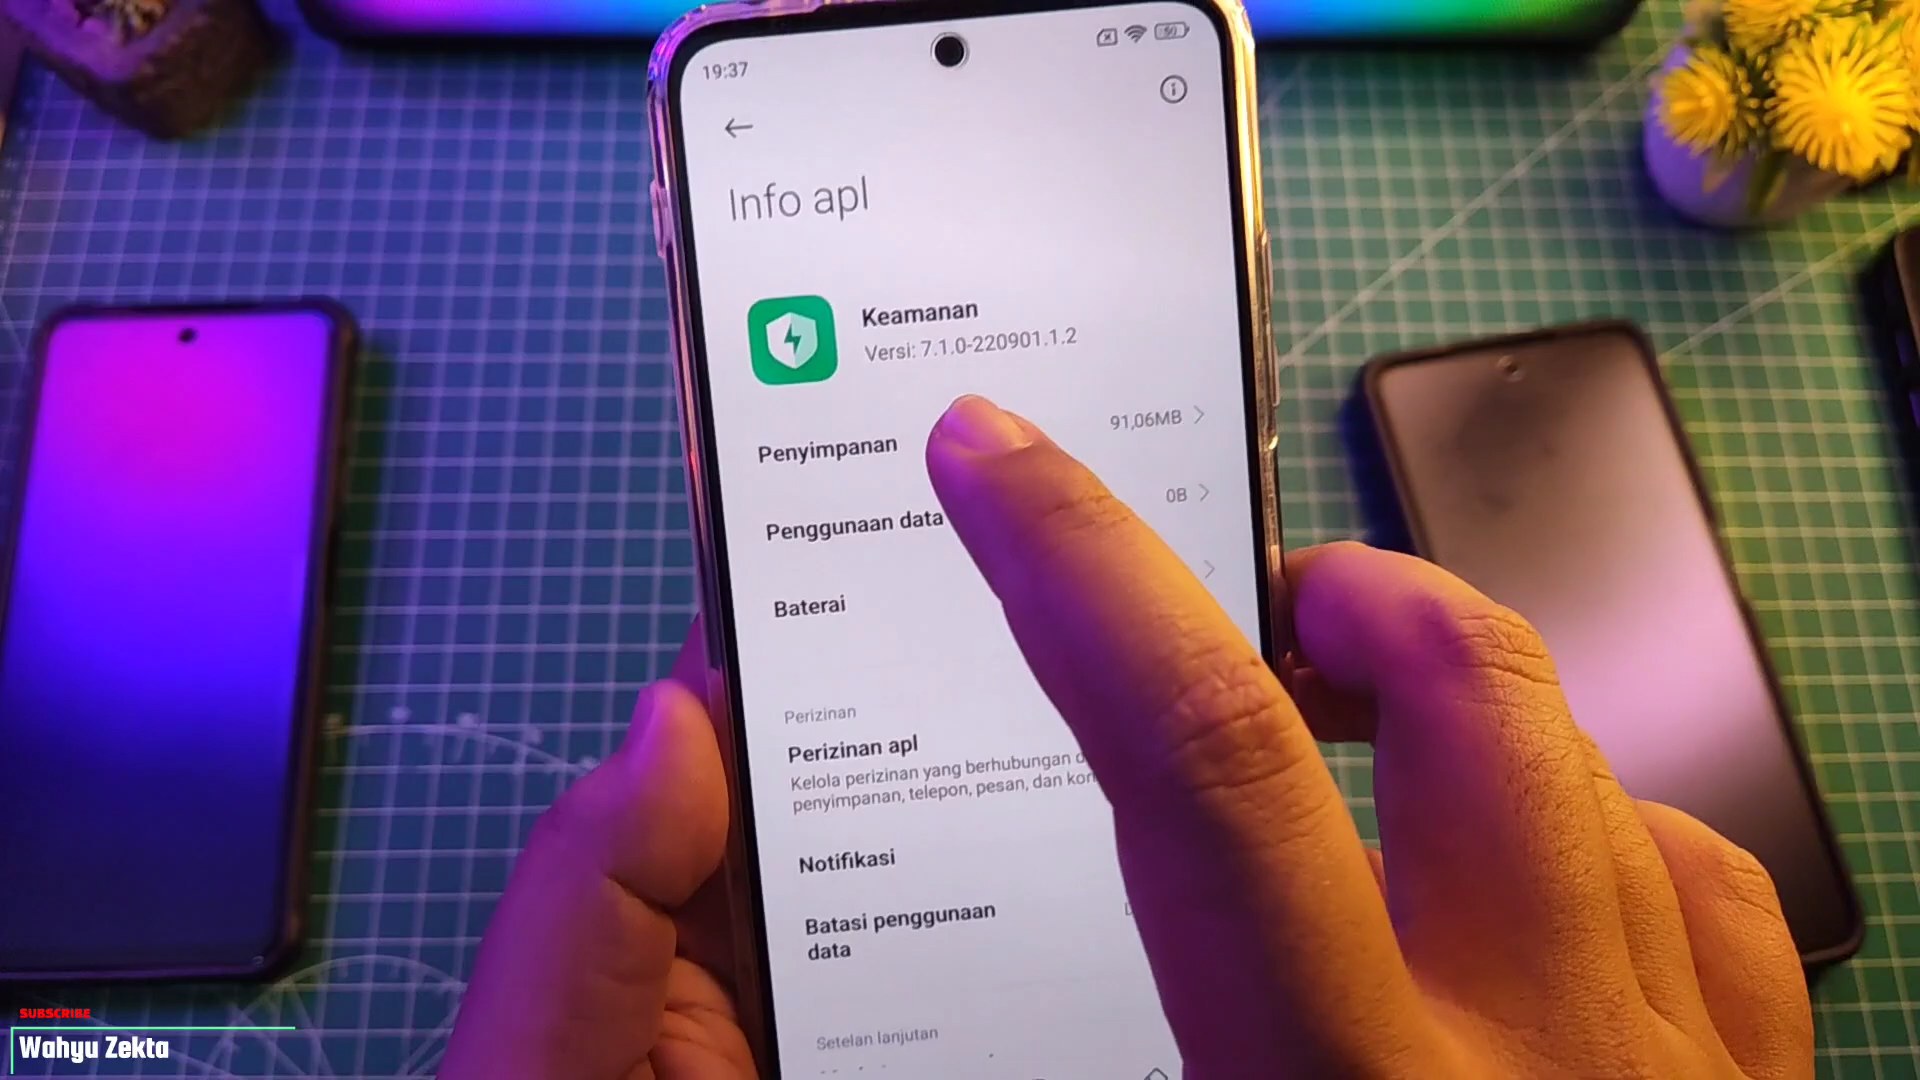 19:37
Info apl
Keamanan
Versi: 7.1.0-220901.1.2
Penyimpanan
91,06MB
Penggunaan data
0B
Baterai
Perizinan
Perizinan apl
Kelola perizinan yang berhubungan
penyimpanan, telepon, pesan, dan
Notifikasi
Batasi penggunaan
data
Setelan lanjutan
SUBSCRIBE
Wahyu Zekta